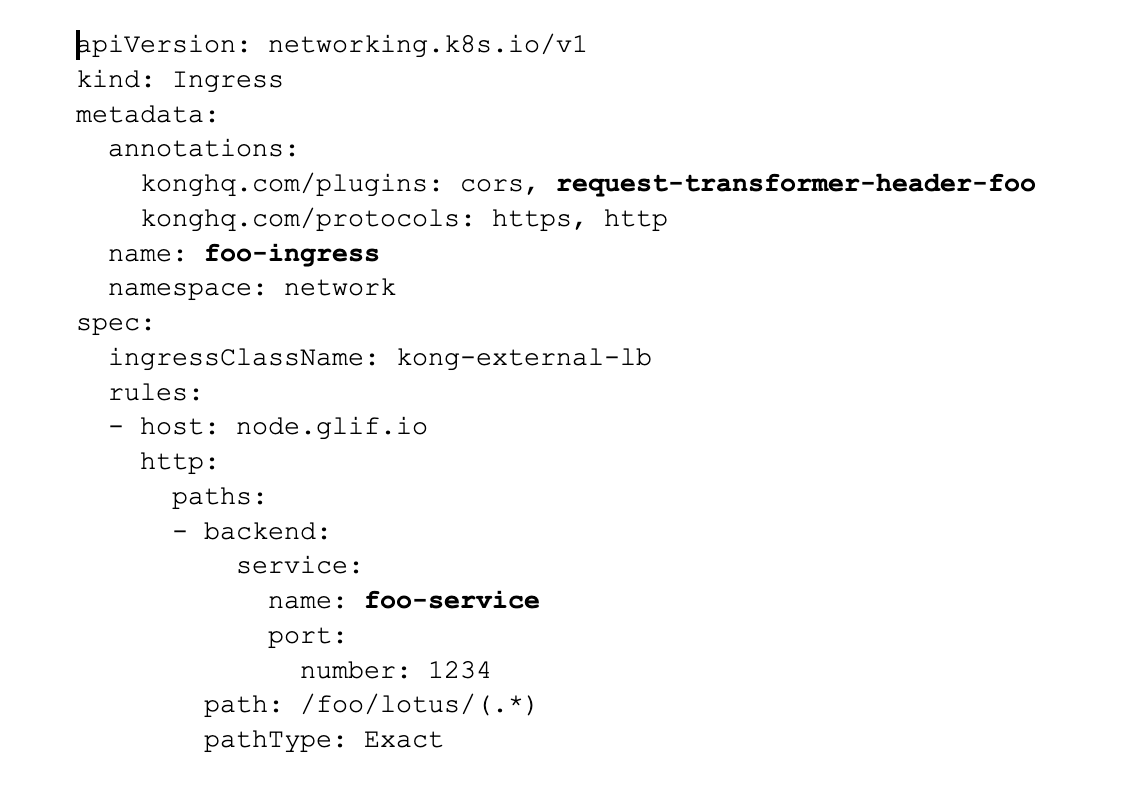 apiVersion: networking.k8s.io/v1
kind: Ingress
metadata:
  annotations:
    konghq.com/plugins: cors, request-transformer-header-foo
    konghq.com/protocols: https, http
  name: foo-ingress
  namespace: network
spec:
  ingressClassName: kong-external-lb
  rules:
  - host: node.glif.io
    http:
      paths:
      - backend:
          service:
            name: foo-service
            port:
              number: 1234
        path: /foo/lotus/(.*)
        pathType: Exact